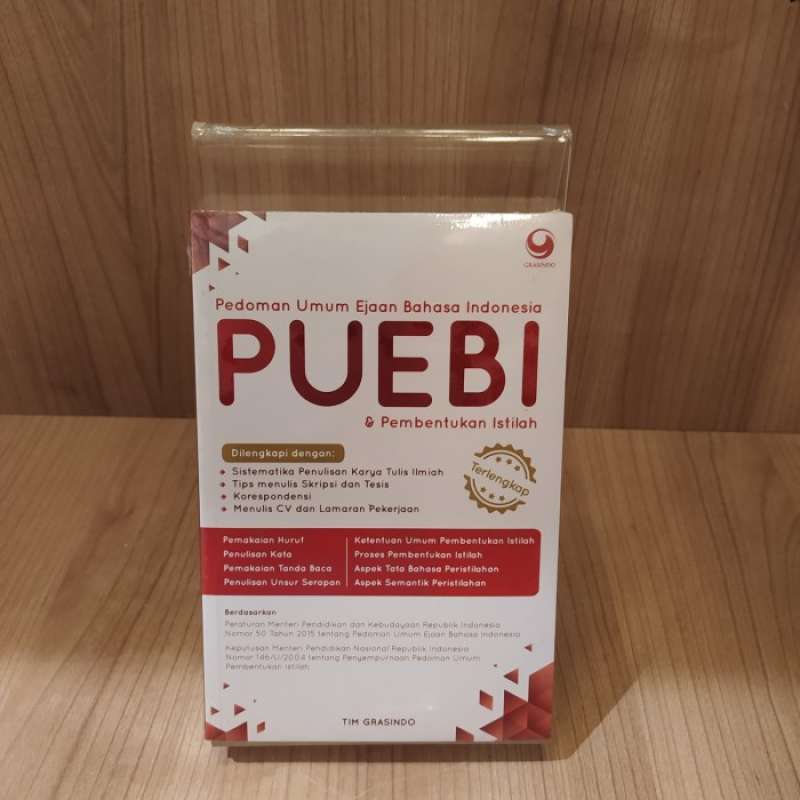 GRASINDO
Pedoman Umum Ejaan Bahasa Indonesia
PUEBI
& Pembentukan Istilah
Dilengkapi dengan:
Sistematika Penulisan Karya Tulis Ilmiah
Tips menulis Skripsi dan Tesis
Korespondensi
Menulis CV dan Lamaran Pekerjaan
Terlengkap
Pemakaian Huruf
Penulisan Kata
Pemakaian Tanda Baca
Penulisan Unsur Serapan
Ketentuan Umum Pembentukan Istilah
Proses Pembentukan Istilah
Aspek Tata Bahasa Peristilahan
Aspek Semantik Peristilahan
Berdasarkan
Peraturan Menteri Pendidikan dan Kebudayaan Republik Indonesia
Nomor 50 Tahun 2015 tentang Pedoman Umum Ejaan Bahasa Indonesia
Keputusan Menteri Pendidikan Nasional Republik Indonesia
Nomor 146/U/2004 tentang Penyempurnaan Pedoman Umum
Pembentukan Istilah
TIM GRASINDO